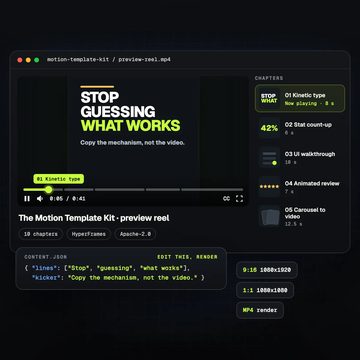 motion-template-kit / preview-reel.mp4
STOP
GUESSING
WHAT WORKS
Copy the mechanism, not the video.
01 Kinetic type
0:05 / 0:41
CC
The Motion Template Kit · preview reel
10 chapters
HyperFrames
Apache-2.0
CHAPTERS
STOP
WHAT
01 Kinetic type
Now playing · 8 s
42%
02 Stat count-up
6 s
03 UI walkthrough
10 s
04 Animated review
7 s
05 Carousel to
video
12.5 s
CONTENT.JSON
EDIT THIS, RENDER
{ "lines": ["Stop", "guessing", "what works"],
"kicker": "Copy the mechanism, not the video." }
9:16 1080x1920
1:1 1080x1080
MP4 render